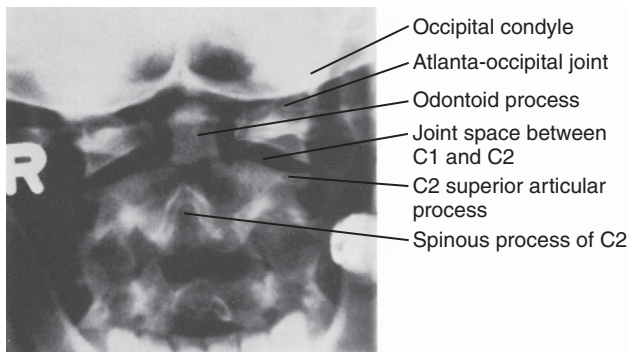 Occipital condyle
Atlanta-occipital joint
Odontoid process
R
Joint space between
C1 and C2
C2 superior articular
process
Spinous process of C2